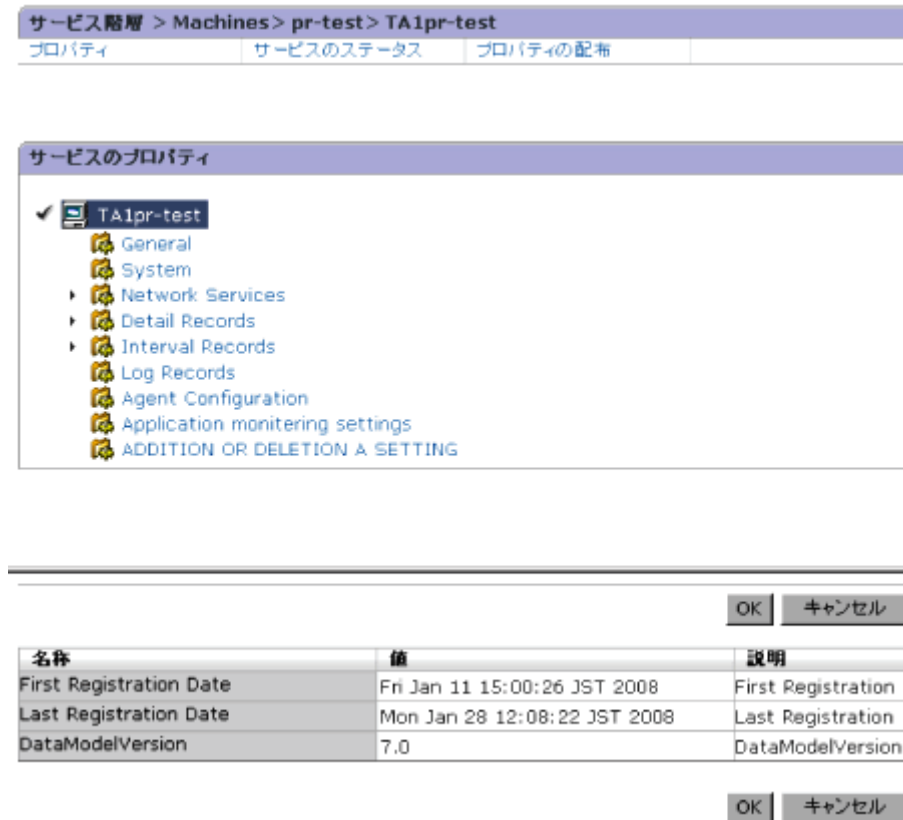 サービス階層 > Machines> pr-test> TA1pr-test
プロパティ サービスのステータス プロパティの配布
サービスのプロパティ
TA1pr-test
General
System
Network Services
Detail Records
Interval Records
Log Records
Agent Configuration
Application monitering settings
ADDITION OR DELETION A SETTING
OK キャンセル
名称 値 説明
First Registration Date Fri Jan 11 15:00:26 JST 2008 First Registration
Last Registration Date Mon Jan 28 12:08:22 JST 2008 Last Registration
DataModelVersion 7.0 DataModelVersion
OK キャンセル